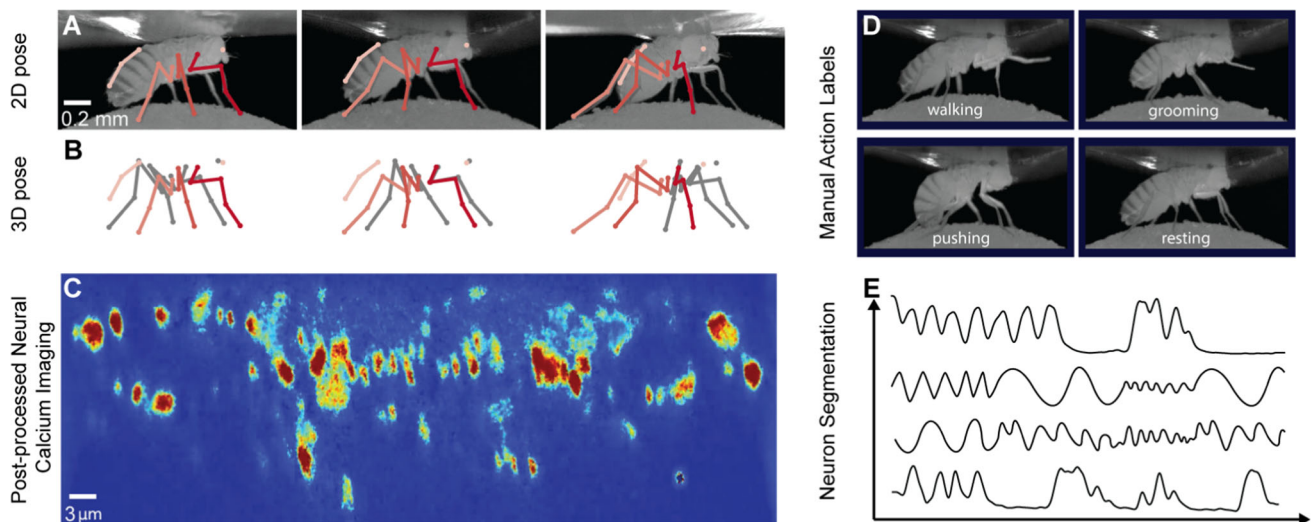 2D pose
A
0.2 mm
B
3D pose
C
Post-processed Neural
Calcium Imaging
3 µm
Manual Action Labels
D
walking
grooming
pushing
resting
E
Neuron Segmentation